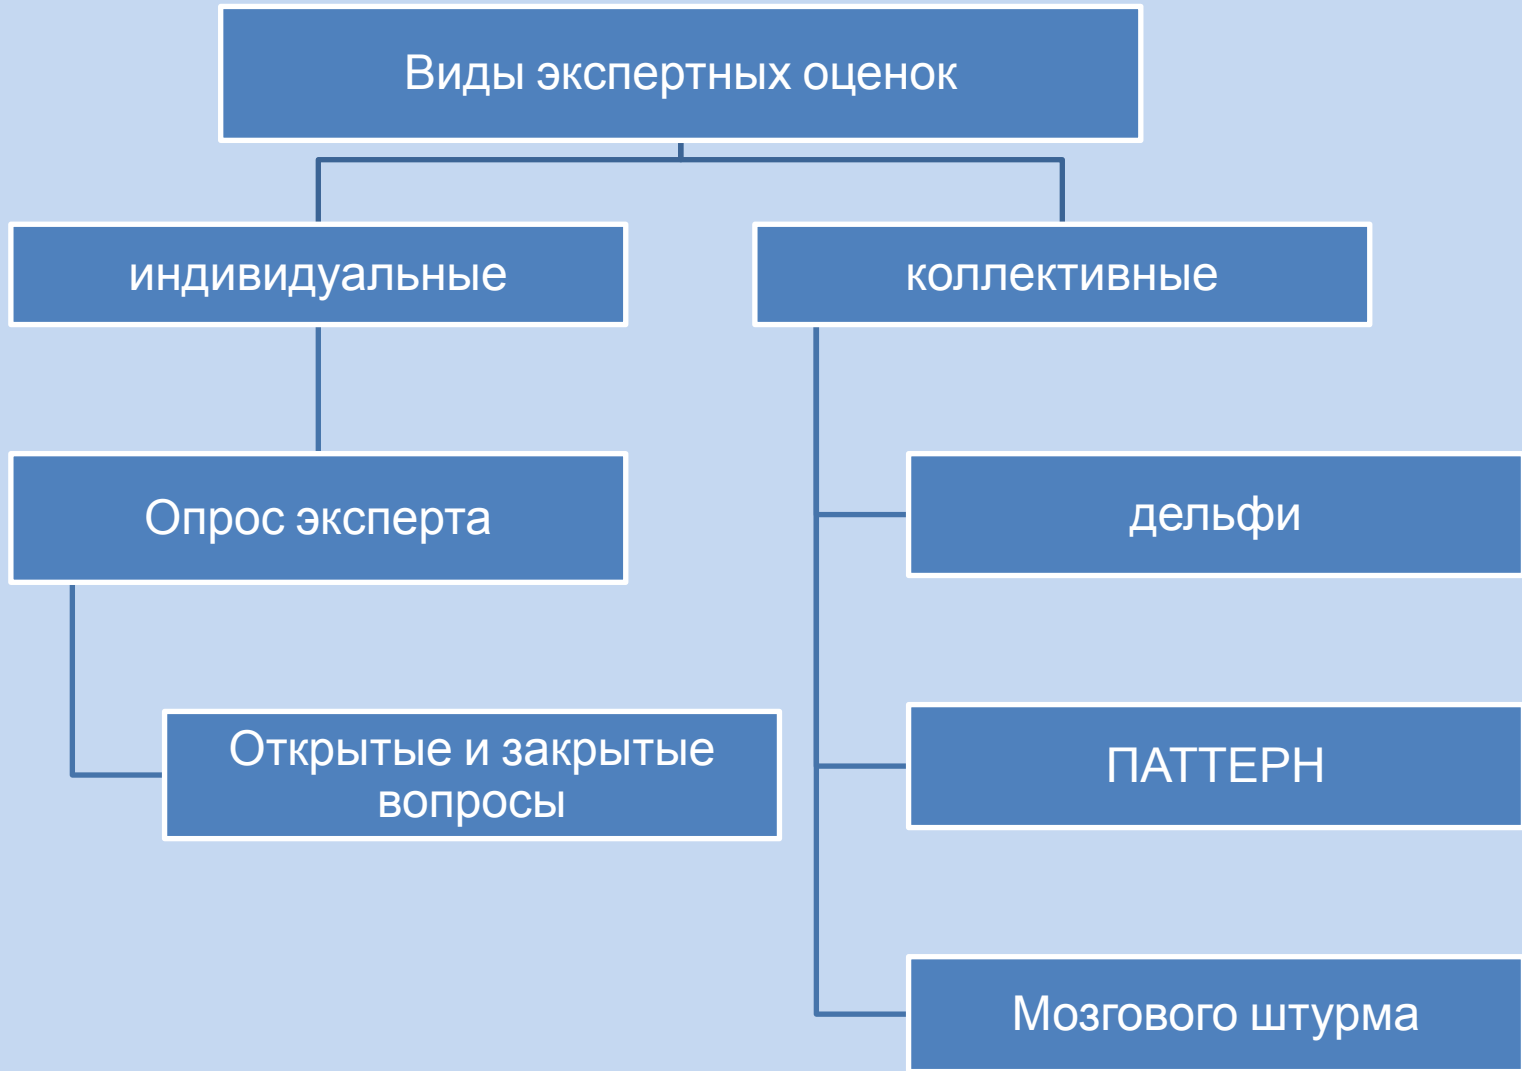 Виды экспертных оценок
индивидуальные
коллективные
Опрос эксперта
дельфи
Открытые и закрытые
вопросы
ПАТТЕРН
Мозгового штурма